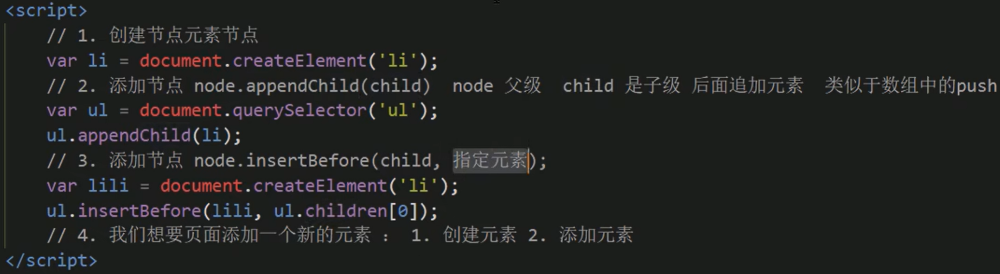 <script>
// 1. 创建节点元素节点
var li = document.createElement('li');
// 2. 添加节点 node.appendChild(child)  node 父级  child 是子级 后面追加元素  类似于数组中的push
var ul = document.querySelector('ul');
ul.appendChild(li);
// 3. 添加节点 node.insertBefore(child, 指定元素);
var lili = document.createElement('li');
ul.insertBefore(lili, ul.children[0]);
// 4. 我们想要页面添加一个新的元素 : 1. 创建元素 2. 添加元素
</script>